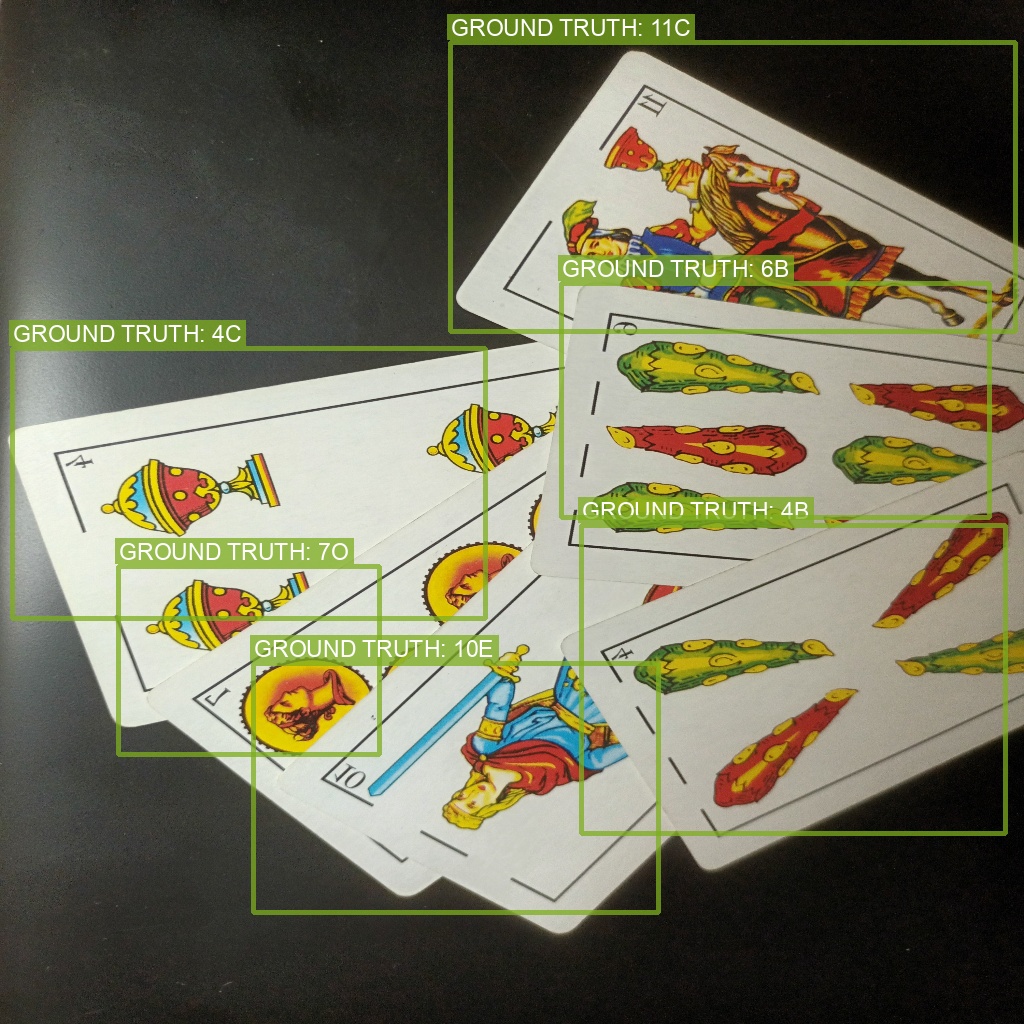 GROUND TRUTH: 11C
11
GROUND TRUTH: 6B
6
GROUND TRUTH: 4C
4
GROUND TRUTH: 4B
GROUND TRUTH: 7O
GROUND TRUTH: 10E
4
7
10